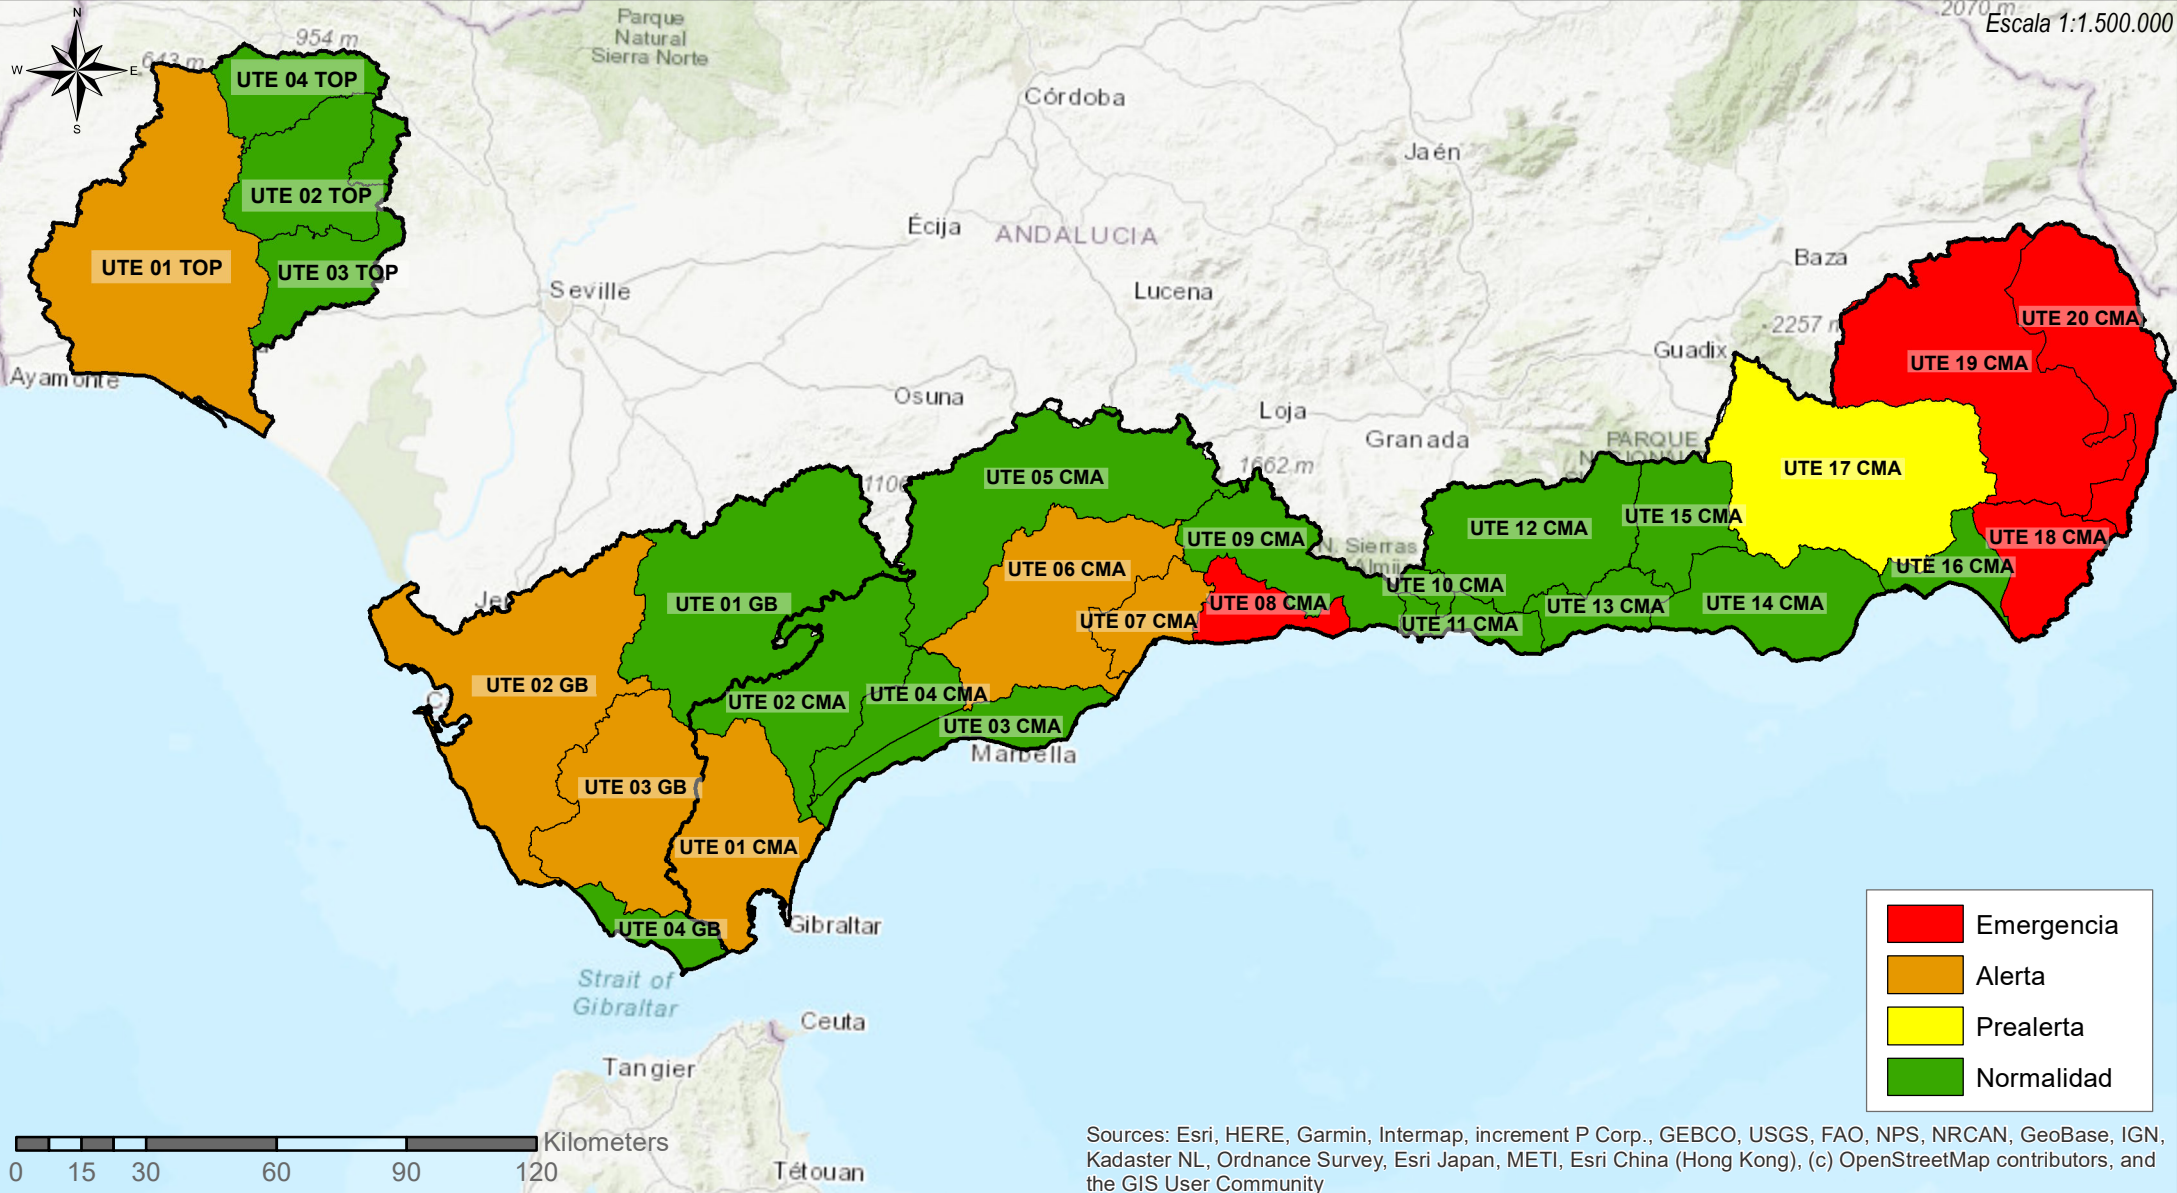 2070 m
Escala 1:1.500.000
N
W
E
S
954 m
643 m
Parque
Natural
Sierra Norte
UTE 04 TOP
UTE 02 TOP
UTE 01 TOP
UTE 03 TOP
Córdoba
Jaén
Écija
ANDALUCIA
Seville
Lucena
Baza
2257 m
Guadix
Ayamonte
Osuna
Loja
Granada
PARQUE
1662 m
1106
UTE 20 CMA
UTE 19 CMA
UTE 17 CMA
UTE 05 CMA
UTE 12 CMA
UTE 15 CMA
UTE 18 CMA
UTE 09 CMA
N. Sierras
UTE 06 CMA
UTE 16 CMA
UTE 10 CMA
UTE 01 GB
UTE 08 CMA
UTE 13 CMA
UTE 14 CMA
UTE 07 CMA
UTE 11 CMA
UTE 02 GB
UTE 02 CMA
UTE 04 CMA
UTE 03 CMA
Marbella
UTE 03 GB
UTE 01 CMA
UTE 04 GB
Gibraltar
Strait of
Gibraltar
Ceuta
Tangier
Tétouan
Emergencia
Alerta
Prealerta
Normalidad
Kilometers
0 15 30 60 90 120
Sources: Esri, HERE, Garmin, Intermap, increment P Corp., GEBCO, USGS, FAO, NPS, NRCAN, GeoBase, IGN,
Kadaster NL, Ordnance Survey, Esri Japan, METI, Esri China (Hong Kong), (c) OpenStreetMap contributors, and
the GIS User Community